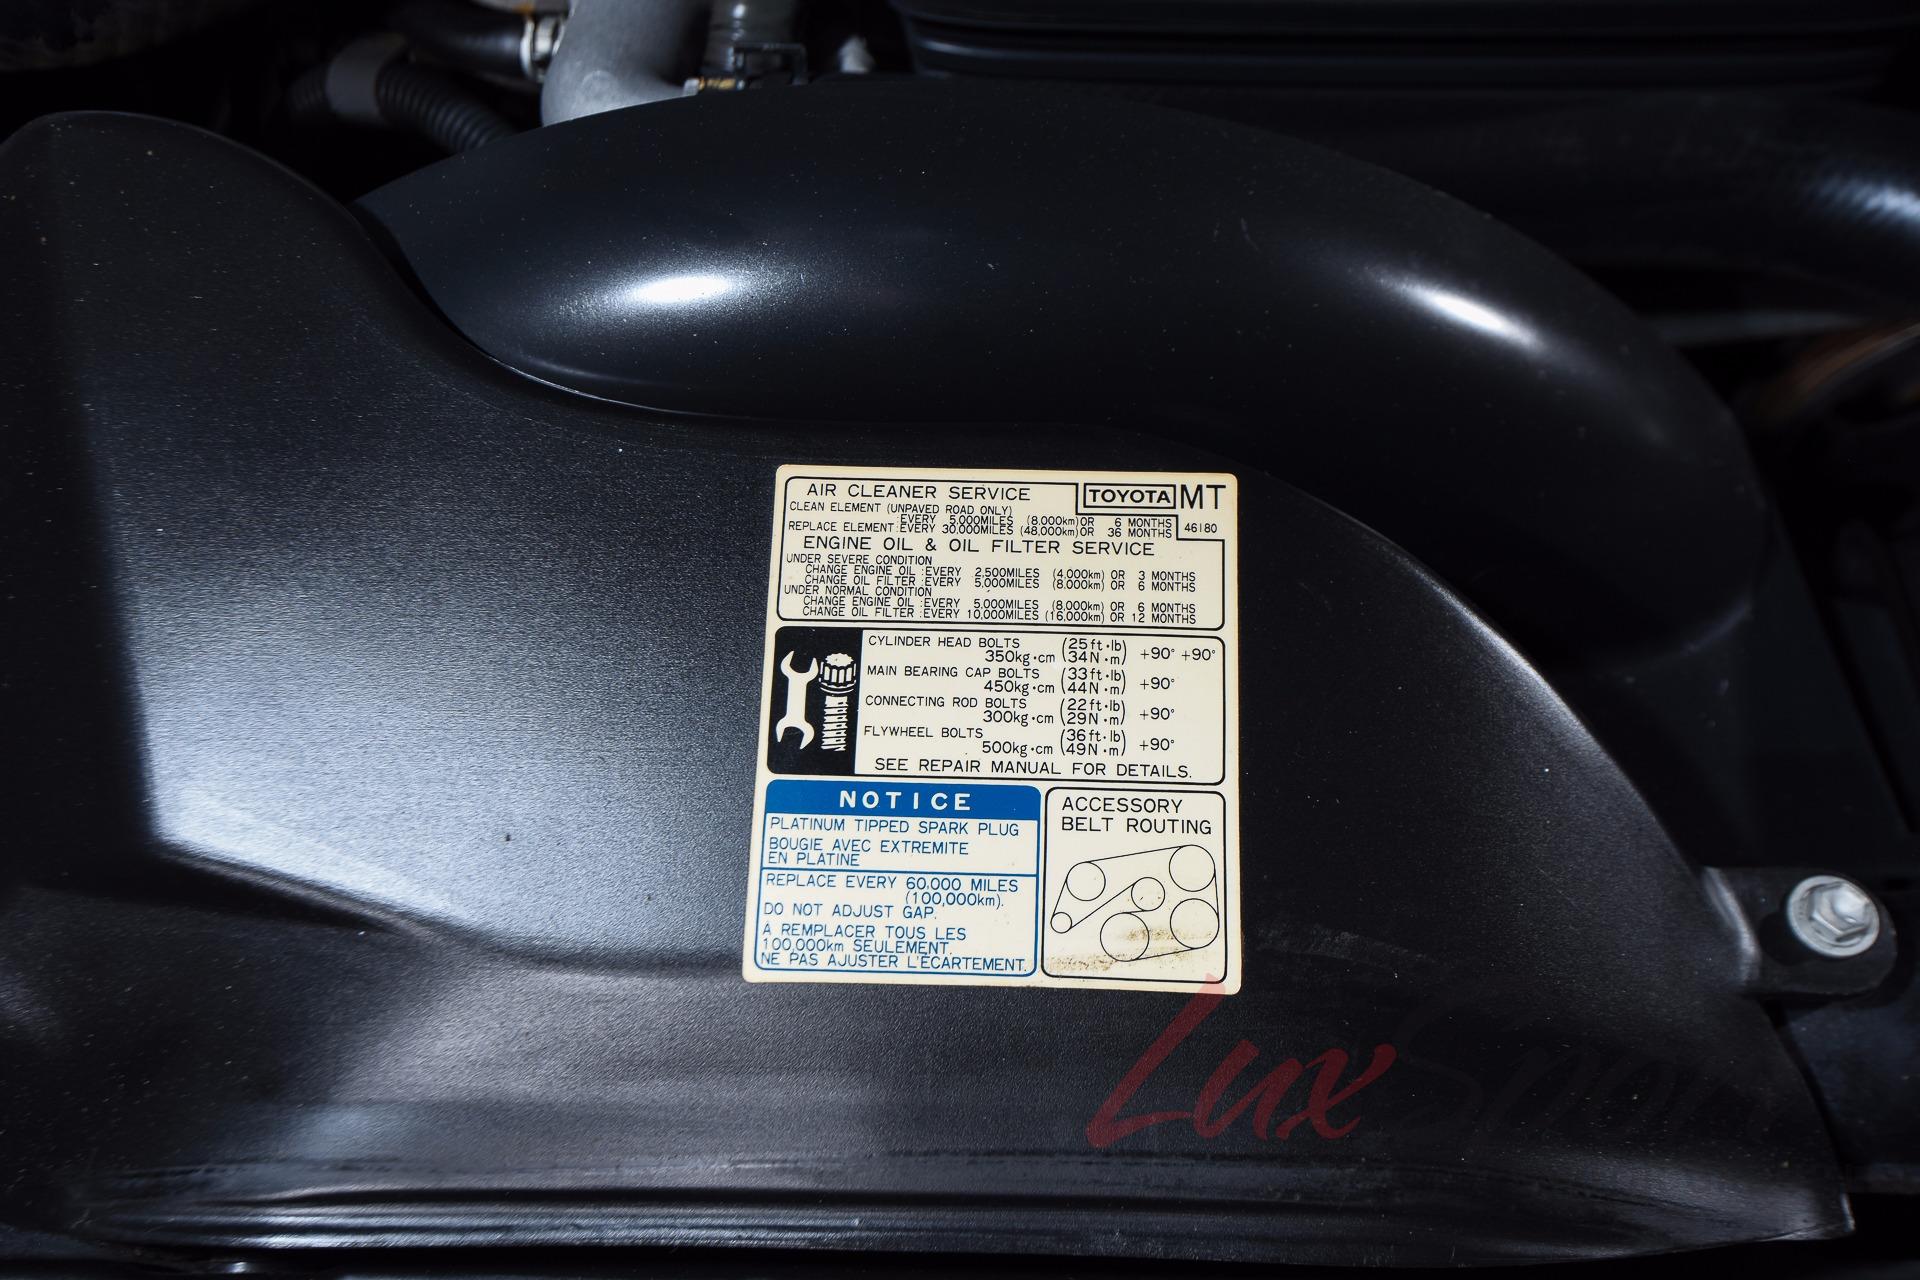 AIR CLEANER SERVICE
TOYOTA MT
CLEAN ELEMENT (UNPAVED ROAD ONLY)
:EVERY 5,000MILES (8,000km) OR 6 MONTHS
46180
REPLACE ELEMENT:EVERY 30,000MILES (48,000km) OR 36 MONTHS
ENGINE OIL & OIL FILTER SERVICE
UNDER SEVERE CONDITION
CHANGE ENGINE OIL :EVERY 2,500MILES (4,000km) OR 3 MONTHS
CHANGE OIL FILTER :EVERY 5,000MILES (8,000km) OR 6 MONTHS
UNDER NORMAL CONDITION
CHANGE ENGINE OIL :EVERY 5,000MILES (8,000km) OR 6 MONTHS
CHANGE OIL FILTER :EVERY 10,000MILES (16,000km) OR 12 MONTHS
CYLINDER HEAD BOLTS (25ft·lb)
350kg·cm (34N·m) +90° +90°
MAIN BEARING CAP BOLTS (33ft·lb)
450kg·cm (44N·m) +90°
CONNECTING ROD BOLTS (22ft·lb)
300kg·cm (29N·m) +90°
FLYWHEEL BOLTS (36ft·lb)
500kg·cm (49N·m) +90°
SEE REPAIR MANUAL FOR DETAILS.
NOTICE
PLATINUM TIPPED SPARK PLUG
BOUGIE AVEC EXTREMITE
EN PLATINE
REPLACE EVERY 60,000 MILES
(100,000km).
DO NOT ADJUST GAP.
A REMPLACER TOUS LES
100,000km SEULEMENT.
NE PAS AJUSTER L'ÉCARTEMENT.
ACCESSORY
BELT ROUTING
Lux Sport